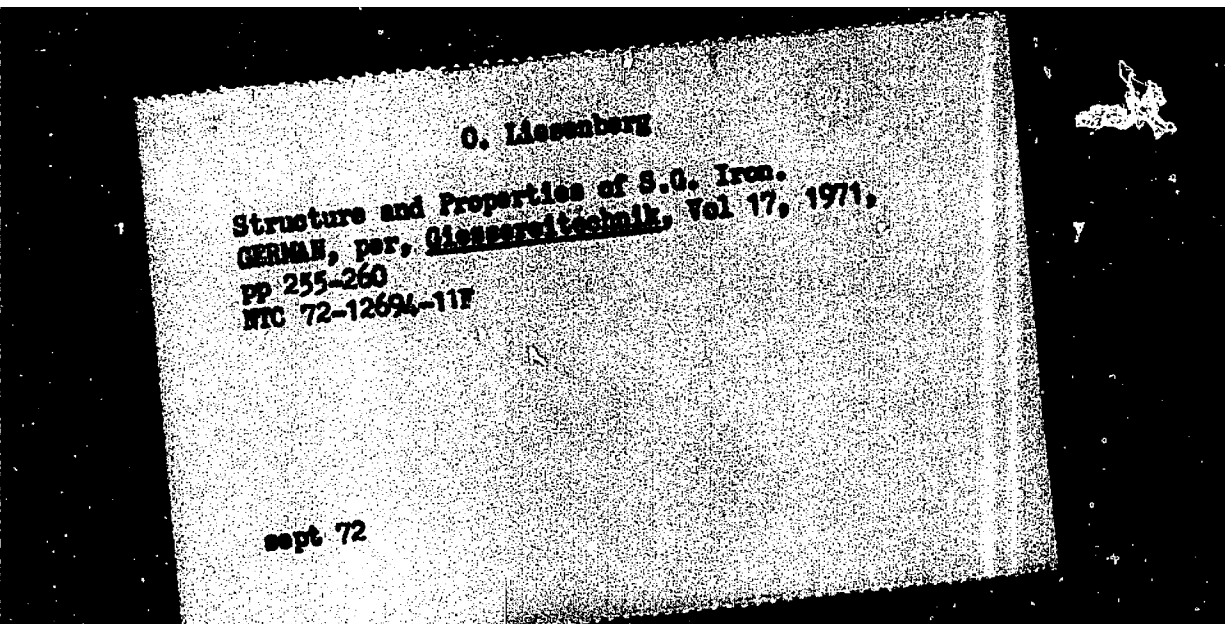 O. Liesenberg
Structure and Properties of S.G. Iron.
GERMAN, per, Giessereitechnik, Vol 17, 1971,
pp 255-260
NTC 72-12694-11F
sept 72